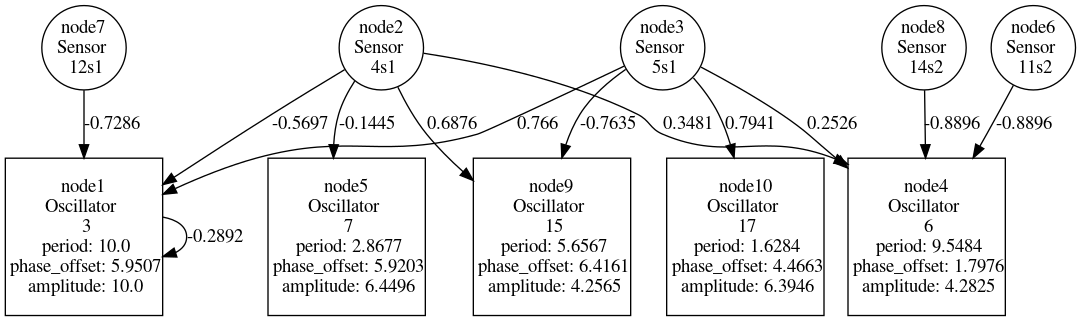 node7
Sensor
12s1
node2
Sensor
4s1
node3
Sensor
5s1
node8
Sensor
14s2
node6
Sensor
11s2
-0.7286
-0.5697
-0.1445
0.6876
0.766
-0.7635
0.3481
0.7941
0.2526
-0.8896
-0.8896
node1
Oscillator
3
period: 10.0
phase_offset: 5.9507
amplitude: 10.0
-0.2892
node5
Oscillator
7
period: 2.8677
phase_offset: 5.9203
amplitude: 6.4496
node9
Oscillator
15
period: 5.6567
phase_offset: 6.4161
amplitude: 4.2565
node10
Oscillator
17
period: 1.6284
phase_offset: 4.4663
amplitude: 6.3946
node4
Oscillator
6
period: 9.5484
phase_offset: 1.7976
amplitude: 4.2825